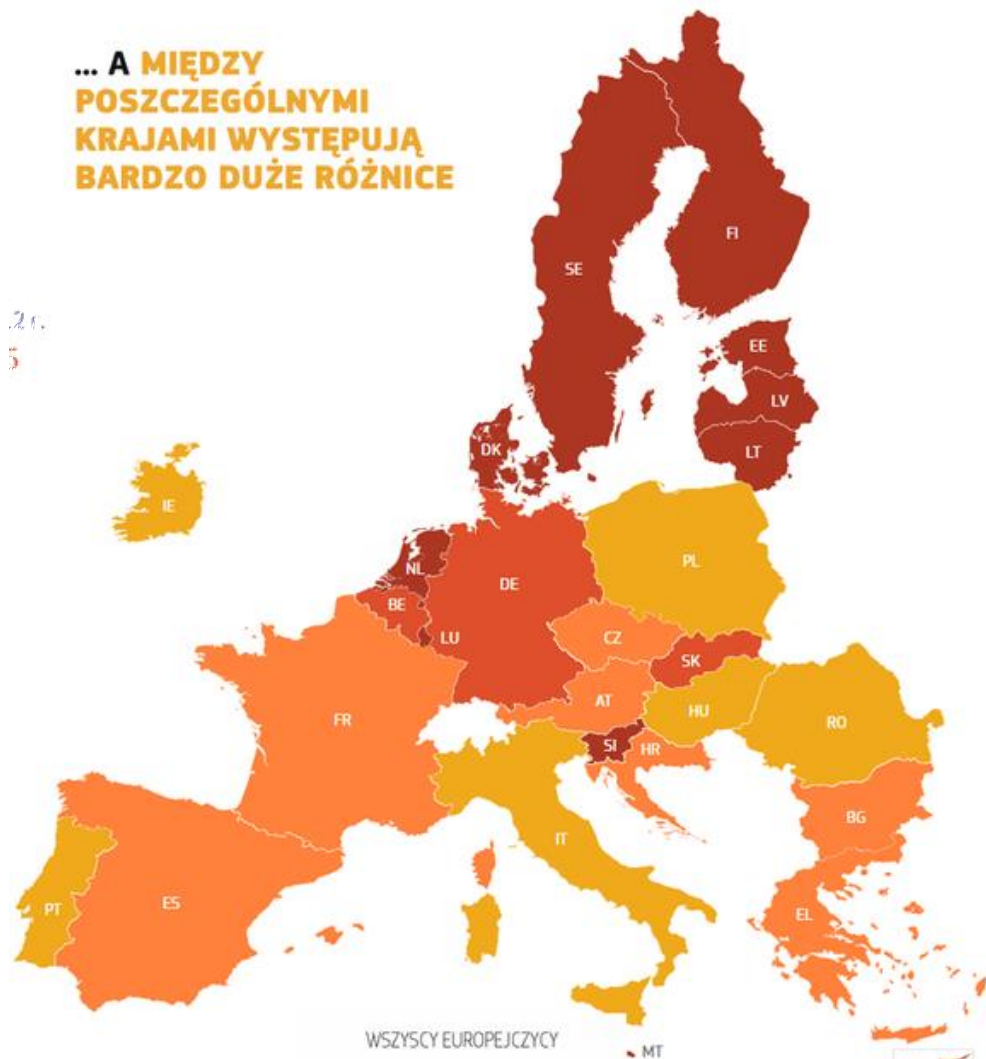 ... A MIĘDZY
POSZCZEGÓLNYMI
KRAJAMI WYSTĘPUJĄ
BARDZO DUŻE RÓŻNICE
FI
SE
EE
LV
LT
DK
IE
PL
NL
DE
BE
LU
CZ
SK
AT
FR
HU
RO
SI
HR
BG
IT
ES
PT
EL
WSZYSCY EUROPEJCZYCY
MT